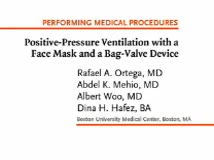 PERFORMING MEDICAL PROCEDURES
Positive-Pressure Ventilation with a
Face Mask and a Bag-Valve Device
Rafael A. Ortega, MD
Abdel K. Mehio, MD
Albert Woo, MD
Dina H. Hafez, BA
Boston University Medical Center, Boston, MA